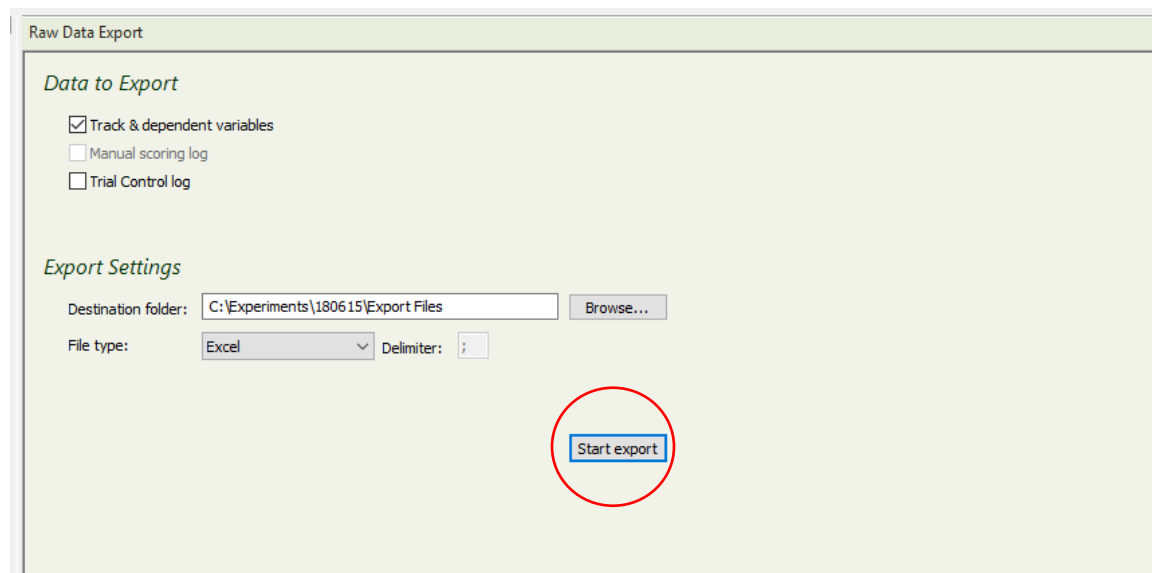 Raw Data Export
Data to Export
Track & dependent variables
Manual scoring log
Trial Control log
Export Settings
Destination folder: C:\Experiments\180615\Export Files Browse...
File type: Excel Delimiter: ;
Start export